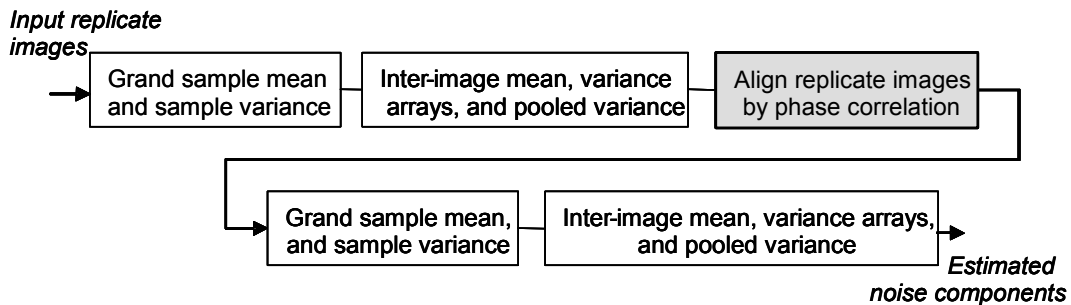 Input replicate
images
Grand sample mean
and sample variance
Inter-image mean, variance
arrays, and pooled variance
Align replicate images
by phase correlation
Grand sample mean,
and sample variance
Inter-image mean, variance arrays,
and pooled variance
Estimated
noise components